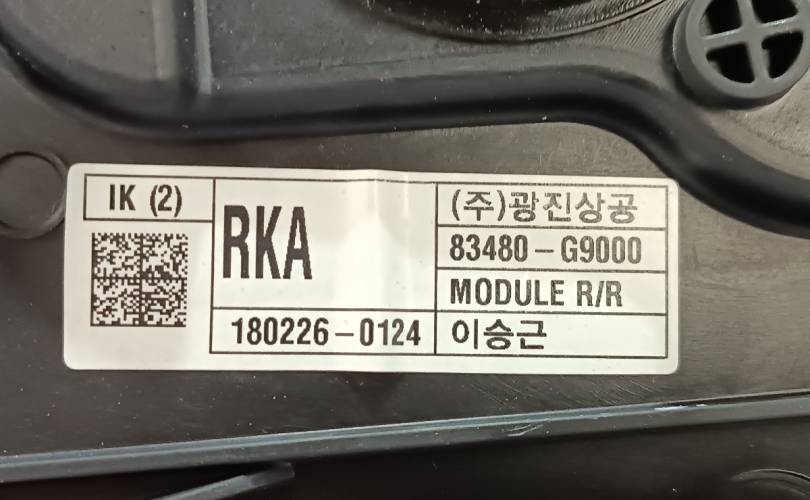 IK (2)
RKA
(주)광진상공
83480-G9000
MODULE R/R
180226-0124
이승근